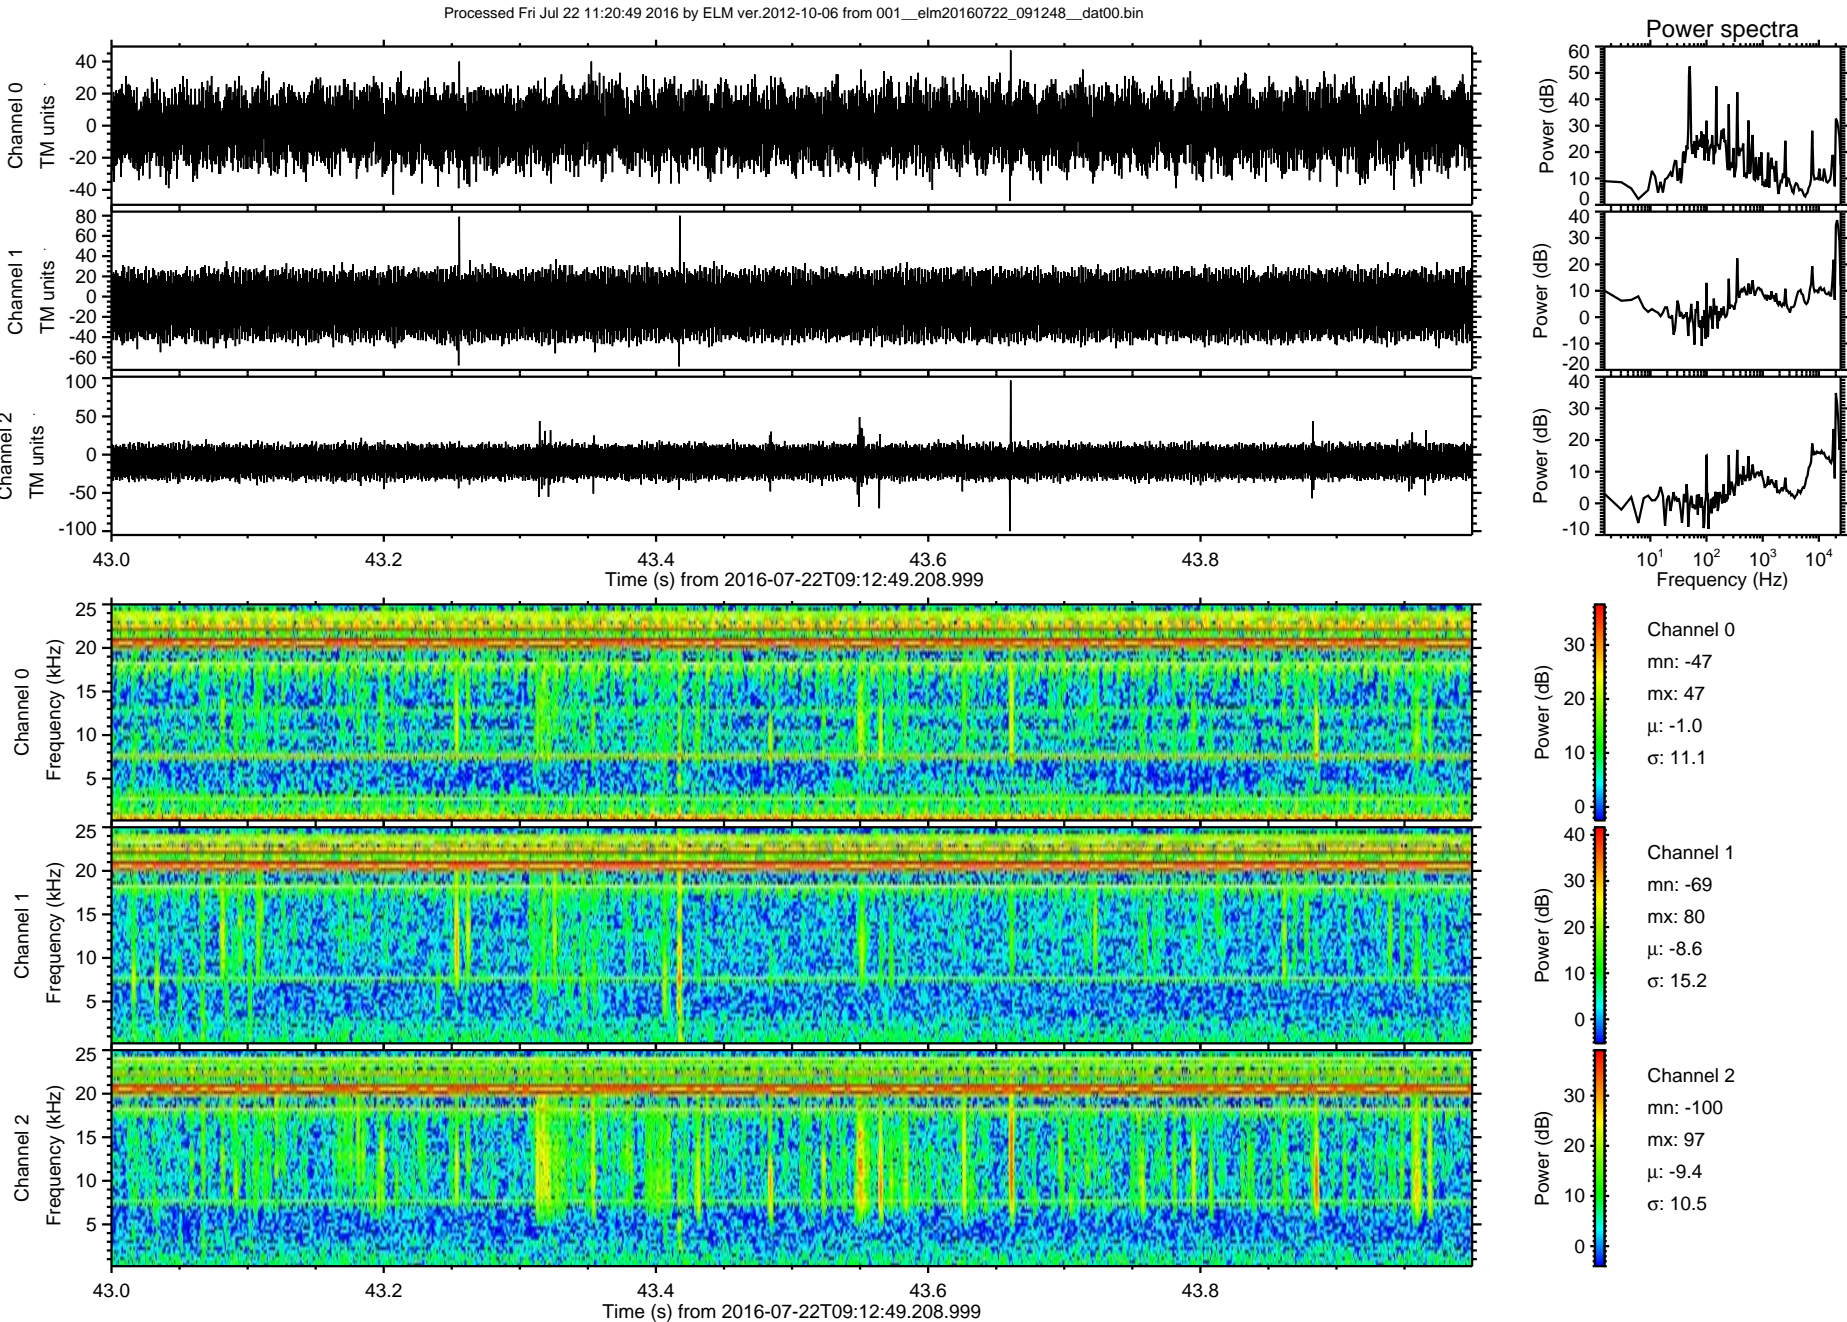 Processed Fri Jul 22 11:20:49 2016 by ELM ver.2012-10-06 from 001__elm20160722_091248__dat00.bin
Power spectra
Channel 0
TM units
40
20
0
-20
-40
Power (dB)
60
50
40
30
20
10
0
Channel 1
TM units
80
60
40
20
0
-20
-40
-60
Power (dB)
40
30
20
10
0
-10
-20
Channel 2
TM units
100
50
0
-50
-100
Power (dB)
40
30
20
10
0
-10
43.0 43.2 43.4 43.6 43.8
Time (s) from 2016-07-22T09:12:49.208.999
10^1 10^2 10^3 10^4
Frequency (Hz)
Channel 0
Frequency (kHz)
25
20
15
10
5
Power (dB)
30
20
10
0
Channel 0
mn: -47
mx: 47
μ: -1.0
σ: 11.1
Channel 1
Frequency (kHz)
25
20
15
10
5
Power (dB)
40
30
20
10
0
Channel 1
mn: -69
mx: 80
μ: -8.6
σ: 15.2
Channel 2
Frequency (kHz)
25
20
15
10
5
Power (dB)
30
20
10
0
Channel 2
mn: -100
mx: 97
μ: -9.4
σ: 10.5
43.0 43.2 43.4 43.6 43.8
Time (s) from 2016-07-22T09:12:49.208.999